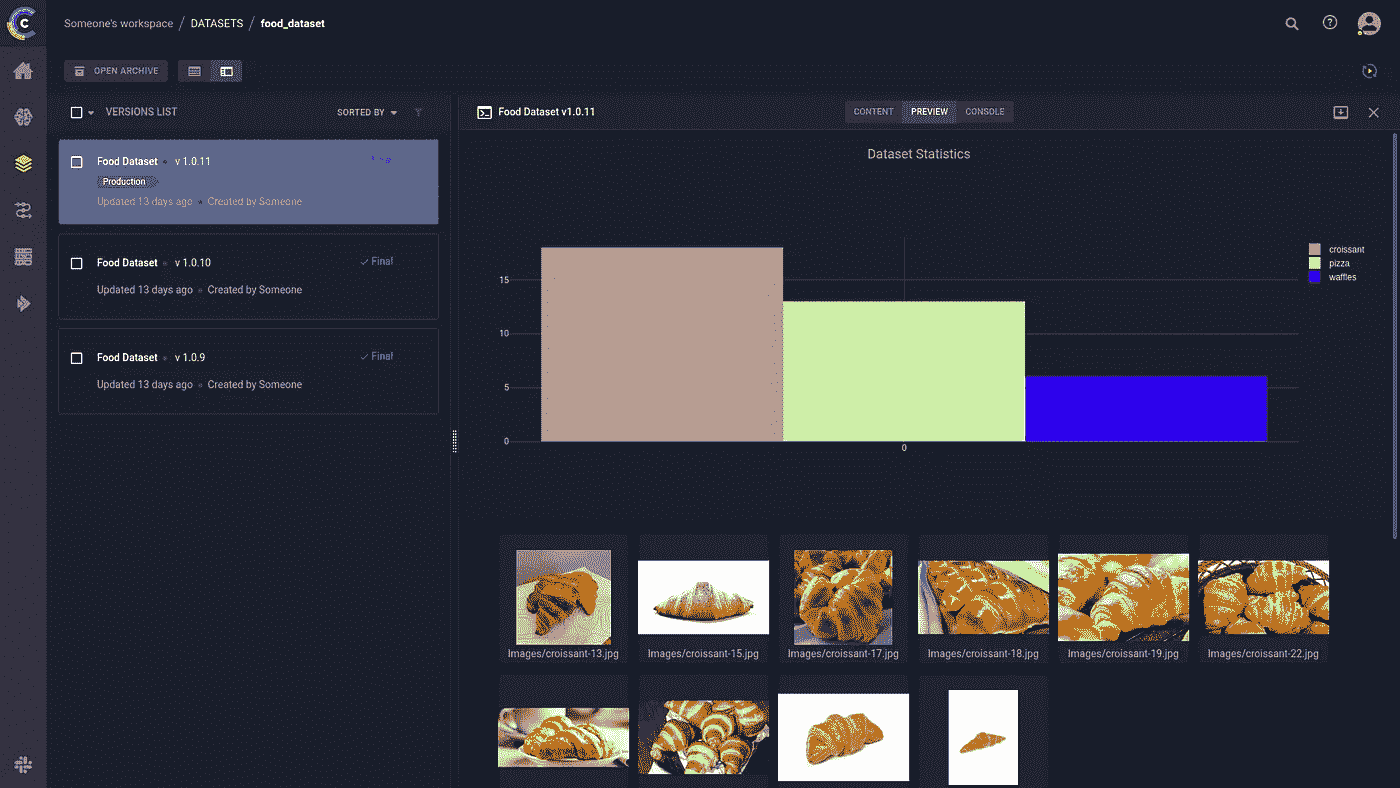 Someone's workspace / DATASETS / food_dataset
OPEN ARCHIVE
VERSIONS LIST
SORTED BY
Food Dataset v 1.0.11
Production
Updated 13 days ago Created by Someone
Food Dataset v 1.0.10
Final
Updated 13 days ago Created by Someone
Food Dataset v 1.0.9
Final
Updated 13 days ago Created by Someone
Food Dataset v1.0.11
CONTENT PREVIEW CONSOLE
Dataset Statistics
croissant
pizza
waffles
15
10
5
0
0
Images/croissant-13.jpg
Images/croissant-15.jpg
Images/croissant-17.jpg
Images/croissant-18.jpg
Images/croissant-19.jpg
Images/croissant-22.jpg